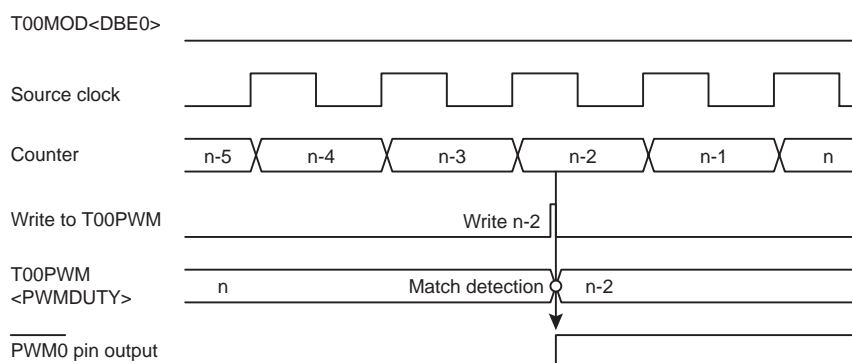 T00MOD<DBE0>
Source clock
Counter n-5 n-4 n-3 n-2 n-1 n
Write to T00PWM Write n-2
T00PWM
<PWMDUTY> n Match detection n-2
PWM0 pin output